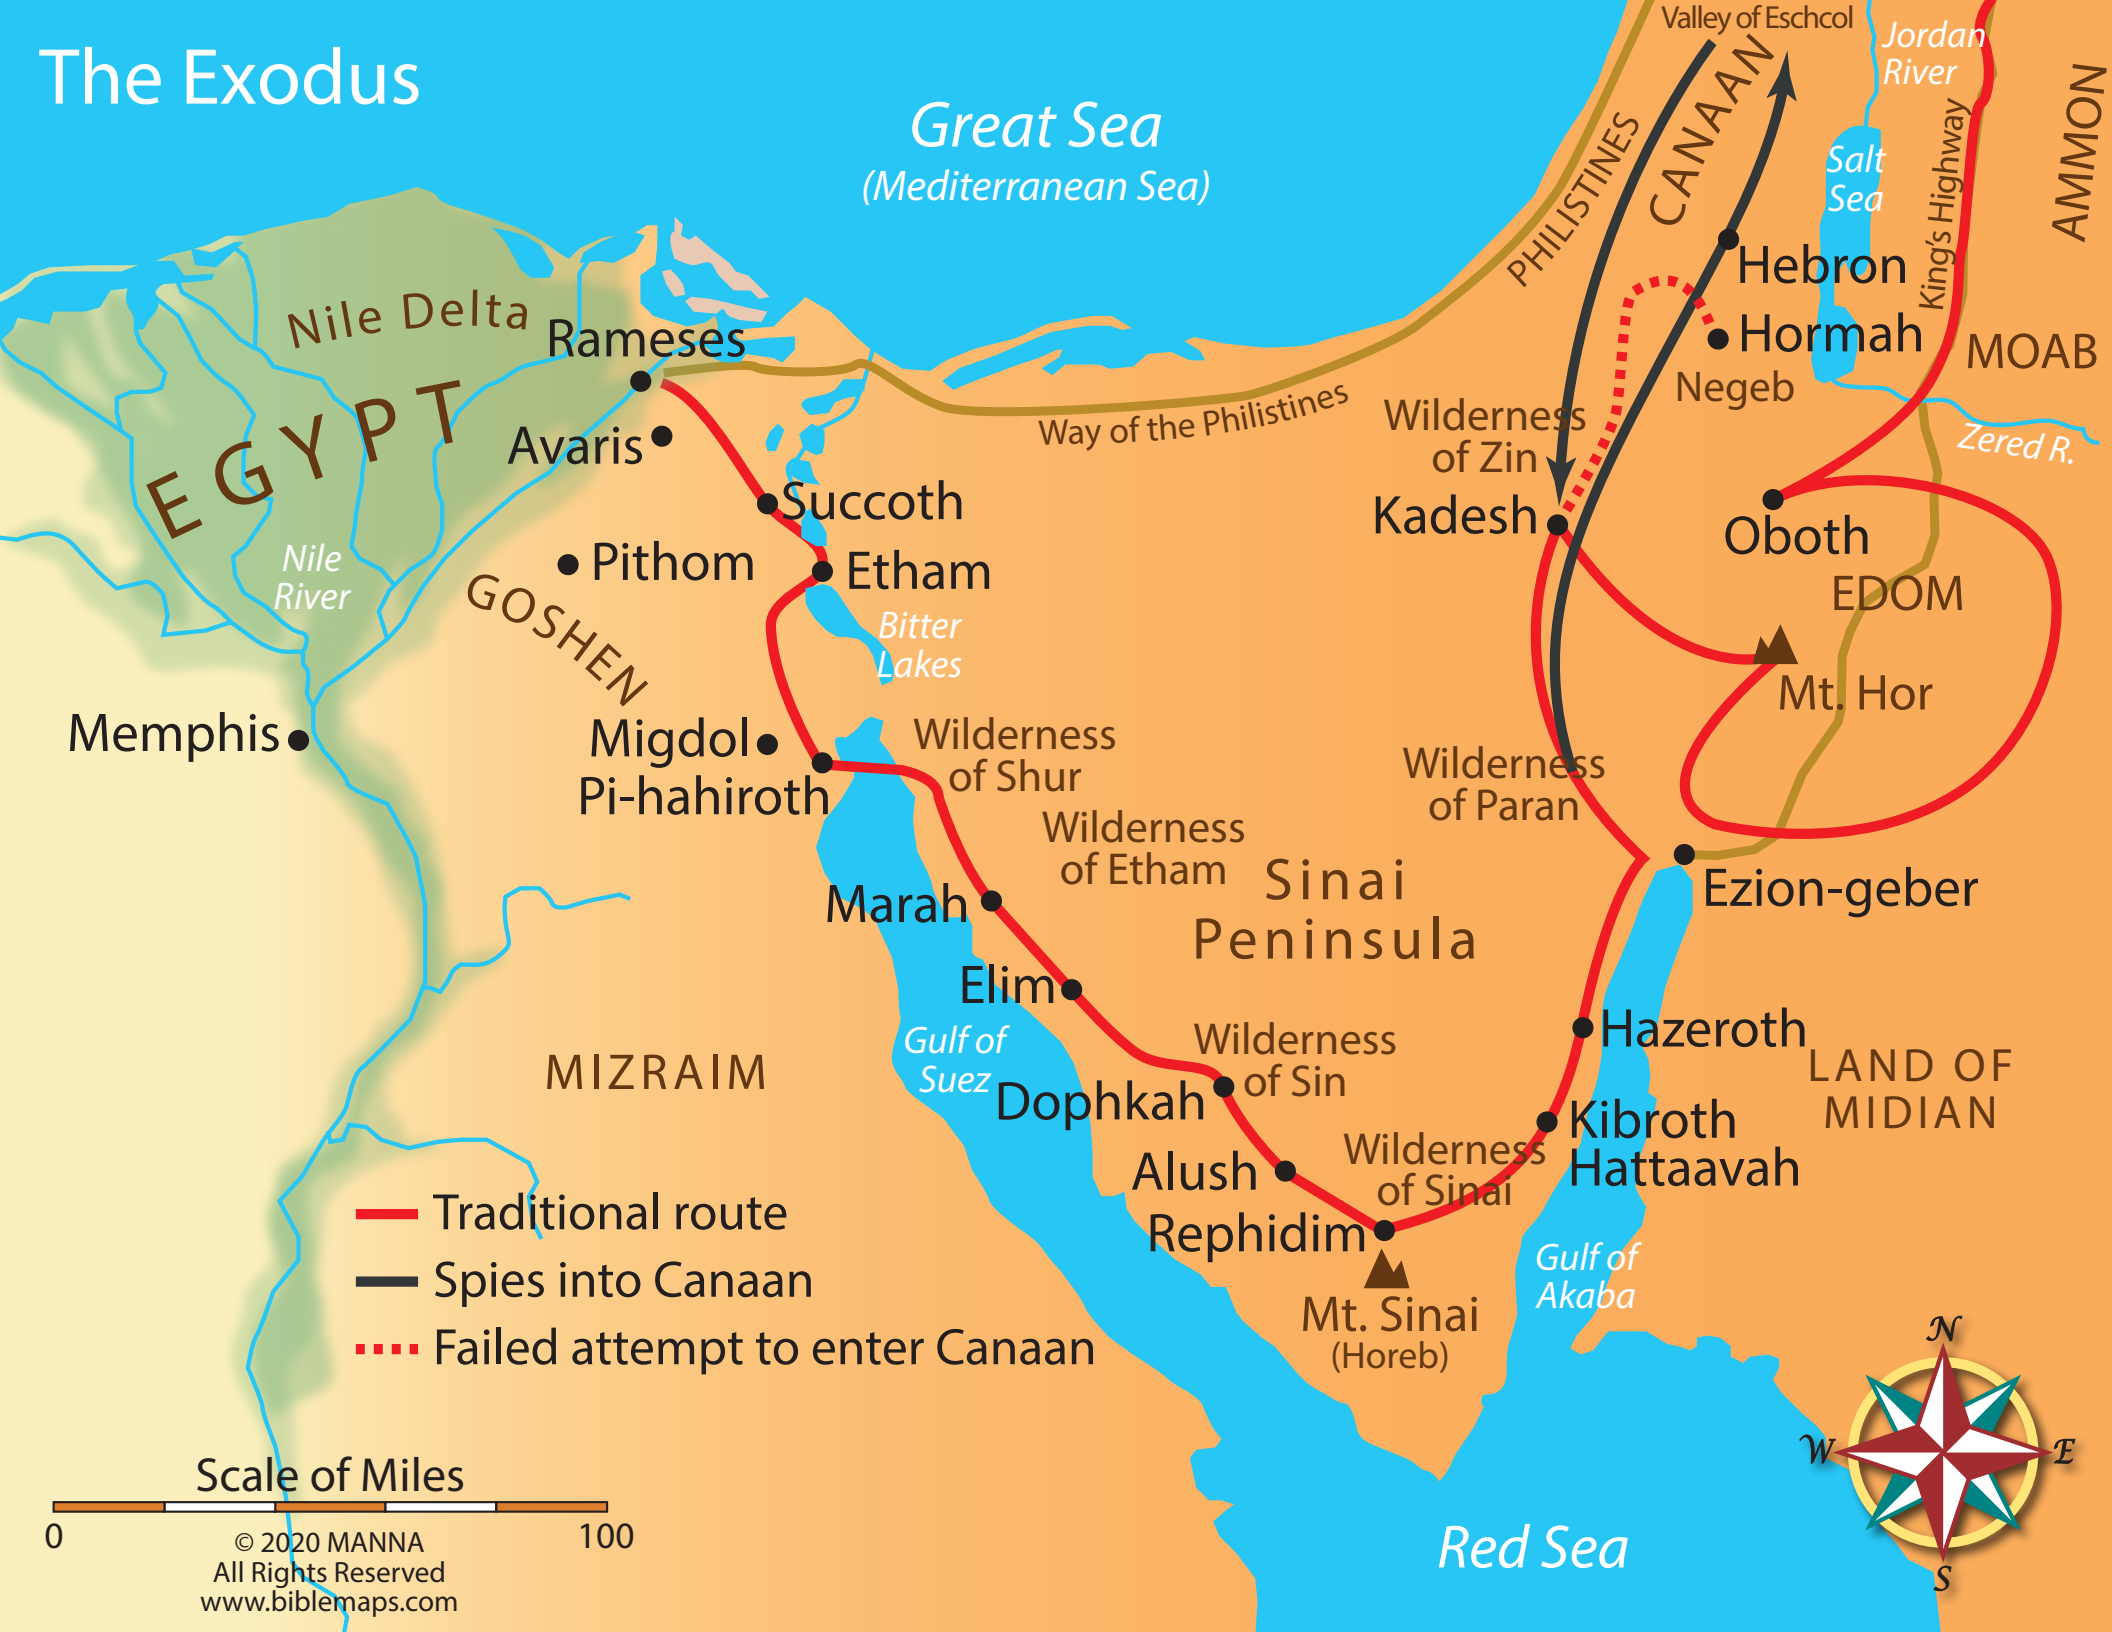 The Exodus
Great Sea
(Mediterranean Sea)
Valley of Eschcol
Jordan
River
CANAAN
PHILISTINES
AMMON
Salt
Sea
King's Highway
Hebron
Hormah
Negeb
MOAB
Zered R.
Nile Delta
Rameses
EGYPT
Avaris
Way of the Philistines
Wilderness
of Zin
Kadesh
Succoth
Oboth
Nile
River
Pithom
Etham
GOSHEN
EDOM
Bitter
Lakes
Mt. Hor
Memphis
Migdol
Pi-hahiroth
Wilderness
of Shur
Wilderness
of Paran
Wilderness
of Etham
Sinai
Peninsula
Marah
Ezion-geber
Elim
Gulf of
Suez
Wilderness
of Sin
Hazeroth
MIZRAIM
Dophkah
LAND OF
MIDIAN
Kibroth
Hattaavah
Wilderness
of Sinai
Alush
Rephidim
Gulf of
Akaba
Mt. Sinai
(Horeb)
Traditional route
Spies into Canaan
Failed attempt to enter Canaan
N
W
E
S
Scale of Miles
0
100
© 2020 MANNA
All Rights Reserved
www.biblemaps.com
Red Sea